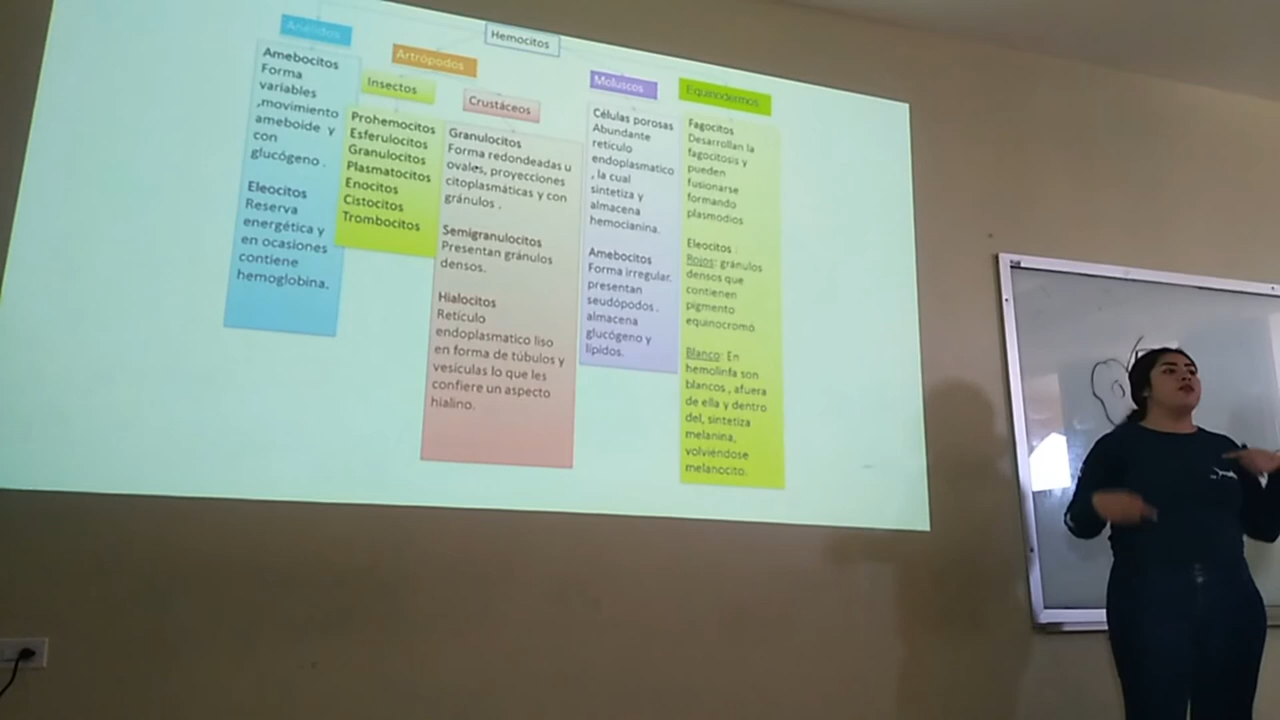 Hemocitos
Anélidos
Amebocitos
Forma
variables
,movimiento
ameboide y
con
glucógeno .
Eleocitos
Reserva
energética y
en ocasiones
contiene
hemoglobina.
Artrópodos
Insectos
Prohemocitos
Esferulocitos
Granulocitos
Plasmatocitos
Enocitos
Cistocitos
Trombocitos
Crustáceos
Granulocitos
Forma redondeadas u
ovales, proyecciones
citoplasmáticas y con
gránulos .
Semigranulocitos
Presentan gránulos
densos.
Hialocitos
Retículo
endoplasmatico liso
en forma de túbulos y
vesículas lo que les
confiere un aspecto
hialino.
Moluscos
Células porosas
Abundante
retículo
endoplasmatico
, la cual
sintetiza y
almacena
hemocianina.
Amebocitos
Forma irregular.
presentan
seudópodos .
almacena
glucógeno y
lípidos.
Equinodermos
Fagocitos
Desarrollan la
fagocitosis y
pueden
fusionarse
formando
plasmodios
Eleocitos :
Rojos: gránulos
densos que
contienen
pigmento
equinocromó
Blanco: En
hemolinfa son
blancos , afuera
de ella y dentro
del, sintetiza
melanina,
volviéndose
melanocito.